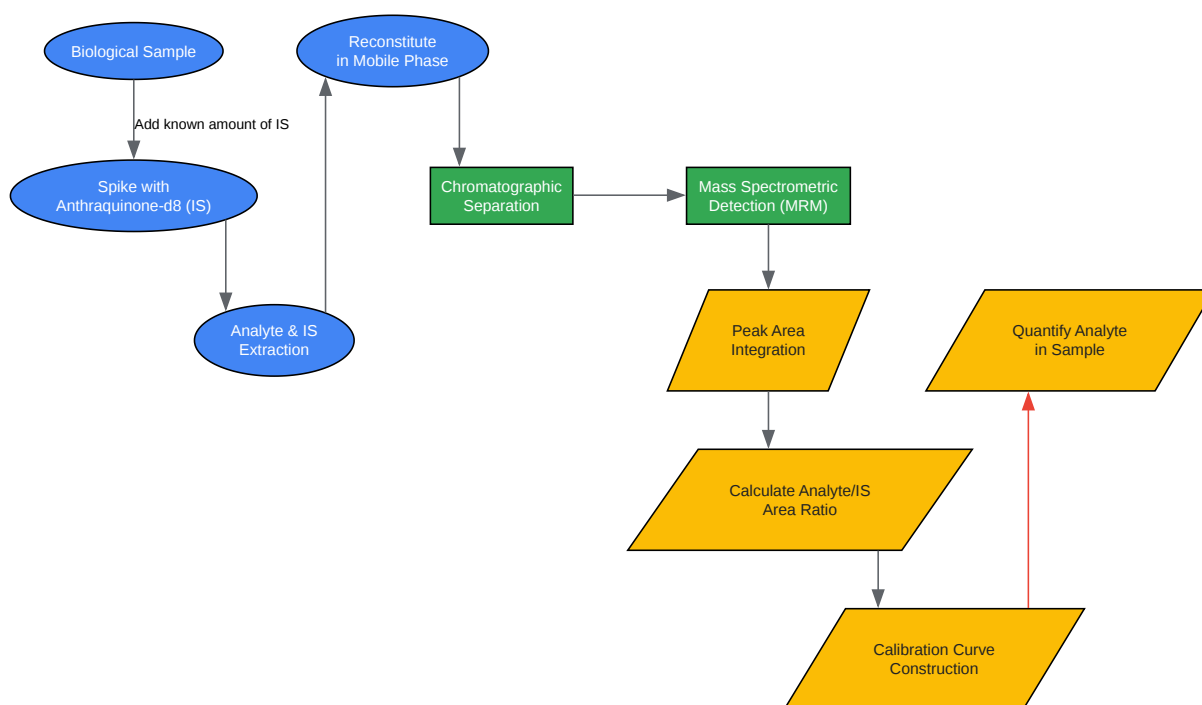 Biological Sample
Add known amount of IS
Spike with
Anthraquinone-d8 (IS)
Analyte & IS
Extraction
Reconstitute
in Mobile Phase
Chromatographic
Separation
Mass Spectrometric
Detection (MRM)
Peak Area
Integration
Calculate Analyte/IS
Area Ratio
Calibration Curve
Construction
Quantify Analyte
in Sample